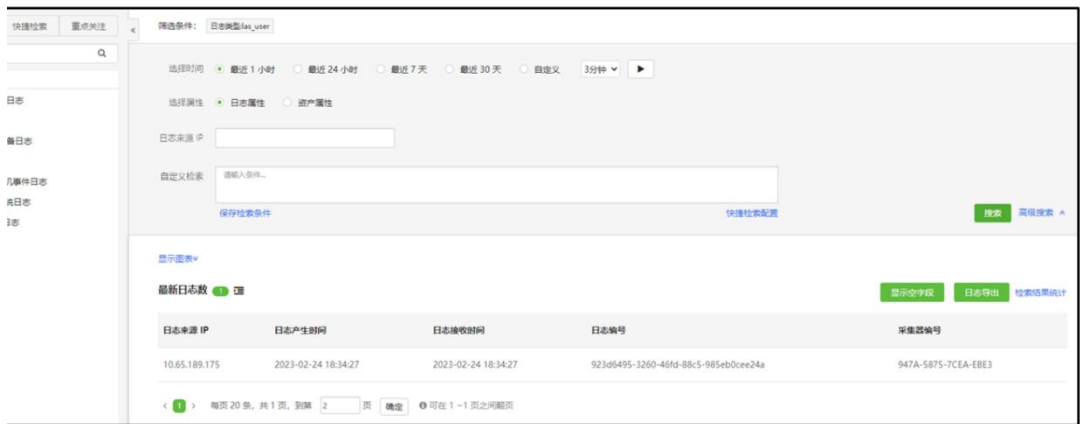 快捷检索 重点关注 « 筛选条件： 日志类型:las_user
选择时间 最近 1 小时 最近 24 小时 最近 7 天 最近 30 天 自定义 3分钟
日志
选择属性 日志属性 资产属性
备日志
日志来源 IP
几事件日志
自定义检索 请输入条件...
统日志
保存检索条件 快捷检索配置 搜索 高级搜索
日志
显示图表
最新日志数 1
显示空字段 日志导出 检索结果统计
日志来源 IP 日志产生时间 日志接收时间 日志编号 采集器编号
10.65.189.175 2023-02-24 18:34:27 2023-02-24 18:34:27 923d6495-3260-46fd-88c5-985eb0cee24a 947A-5875-7CEA-EBE3
< 1 > 每页 20 条，共 1 页，到第 2 页 确定 可在 1 ~1 页之间翻页